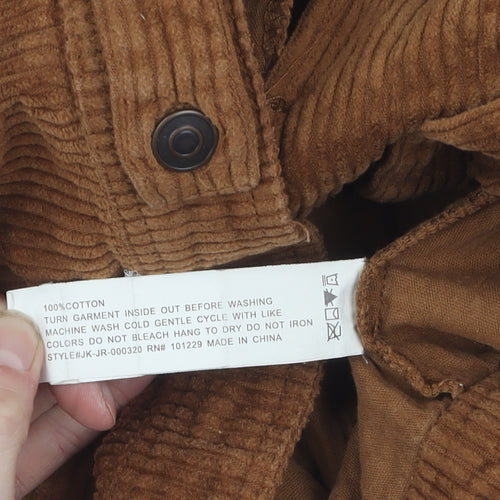 100%COTTON
TURN GARMENT INSIDE OUT BEFORE WASHING
MACHINE WASH COLD GENTLE CYCLE WITH LIKE
COLORS DO NOT BLEACH HANG TO DRY DO NOT IRON
STYLE#JK-JR-000320 RN# 101229 MADE IN CHINA